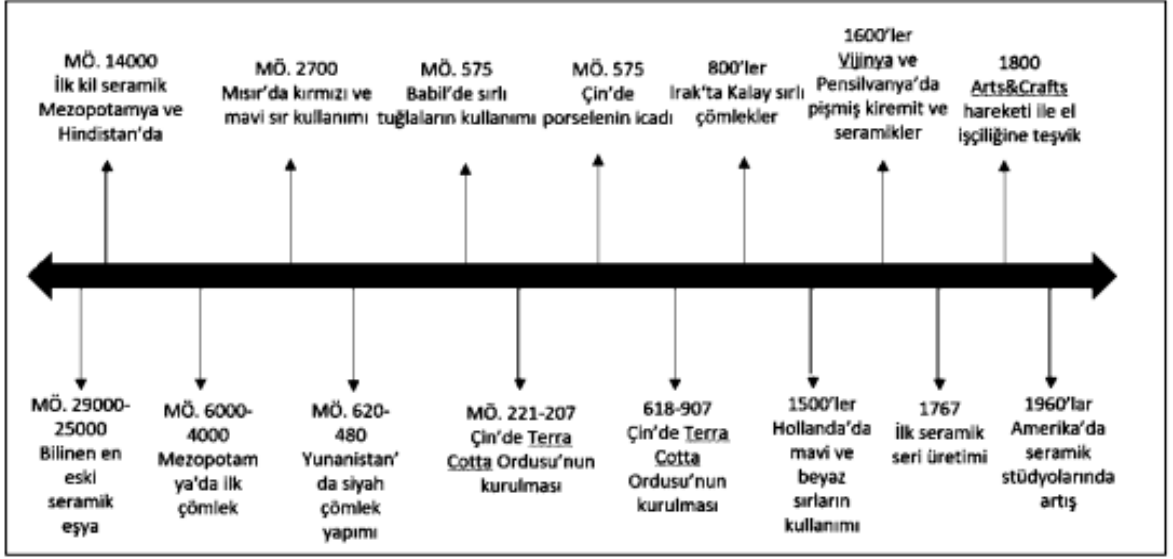 MÖ. 14000
İlk kil seramik
Mezopotamya ve
Hindistan'da
MÖ. 2700
Mısır'da kırmızı ve
mavi sır kullanımı
MÖ. 575
Babil'de sırlı
tuğlaların kullanımı
MÖ. 575
Çin'de
porselenin icadı
800'ler
Irak'ta Kalay sırlı
çömlekler
1600'ler
Vijinya ve
Pensilvanya'da
pişmiş kiremit ve
seramikler
1800
Arts&Crafts
hareketi ile el
işçiliğine teşvik
MÖ. 29000-
25000
Bilinen en
eski
seramik
eşya
MÖ. 6000-
4000
Mezopotam
ya'da ilk
çömlek
MÖ. 620-
480
Yunanistan'
da siyah
çömlek
yapımı
MÖ. 221-207
Çin'de Terra
Cotta Ordusu'nun
kurulması
618-907
Çin'de Terra
Cotta
Ordusu'nun
kurulması
1500'ler
Hollanda'da
mavi ve
beyaz
sırların
kullanımı
1767
İlk seramik
seri üretimi
1960'lar
Amerika'da
seramik
stüdyolarında
artış